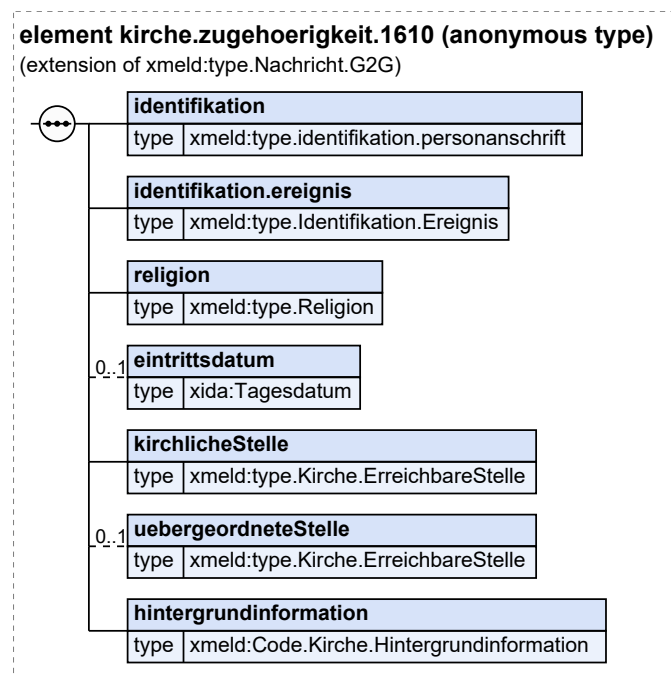 element kirche.zugehoerigkeit.1610 (anonymous type)
(extension of xmeld:type.Nachricht.G2G)
identifikation
type xmeld:type.identifikation.personanschrift
identifikation.ereignis
type xmeld:type.Identifikation.Ereignis
religion
type xmeld:type.Religion
0..1 eintrittsdatum
type xida:Tagesdatum
kirchlicheStelle
type xmeld:type.Kirche.ErreichbareStelle
0..1 uebergeordneteStelle
type xmeld:type.Kirche.ErreichbareStelle
hintergrundinformation
type xmeld:Code.Kirche.Hintergrundinformation